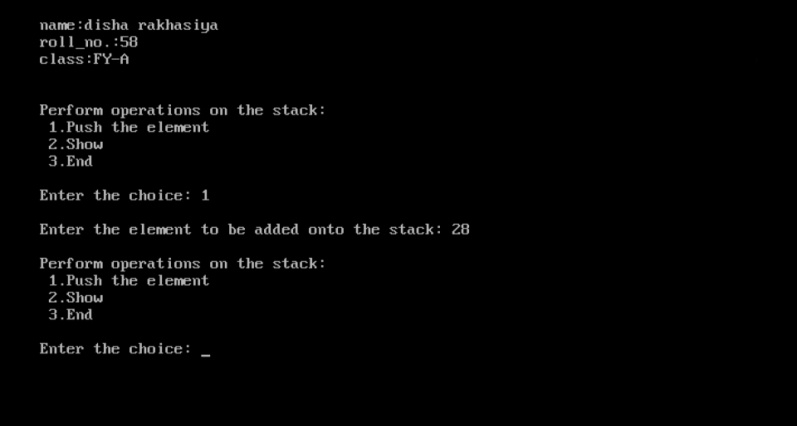 name:disha rakhasiya
roll_no.:58
class:FY-A
Perform operations on the stack:
1.Push the element
2.Show
3.End
Enter the choice: 1
Enter the element to be added onto the stack: 28
Perform operations on the stack:
1.Push the element
2.Show
3.End
Enter the choice: _